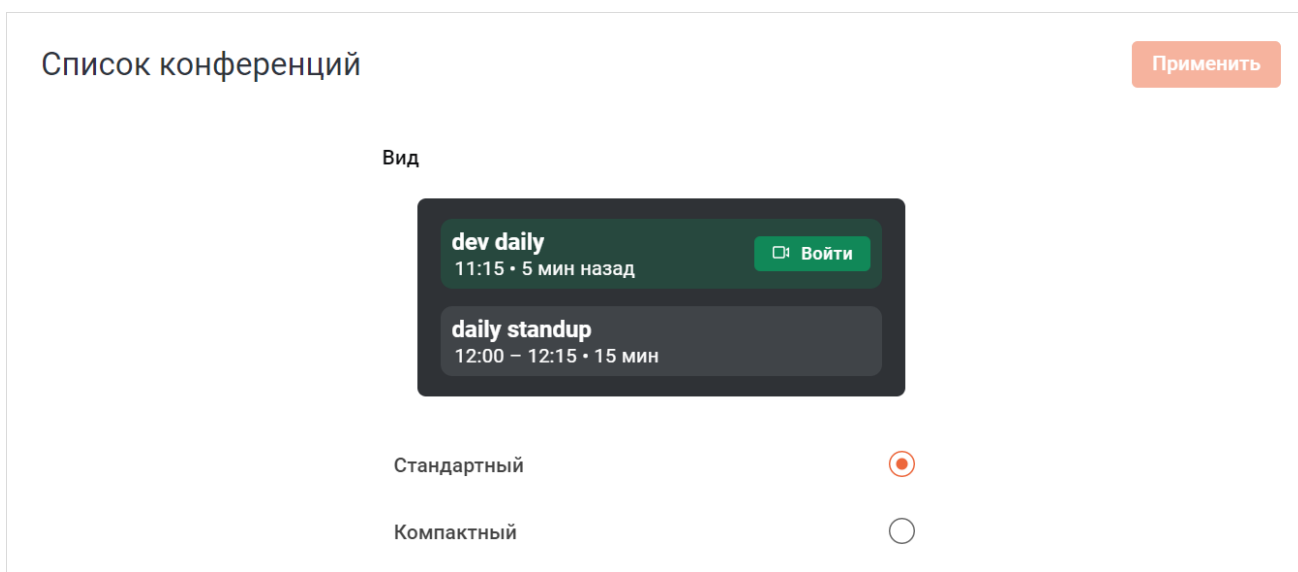 Список конференций
Применить
Вид
dev daily
11:15 • 5 мин назад
Войти
daily standup
12:00 – 12:15 • 15 мин
Стандартный
Компактный